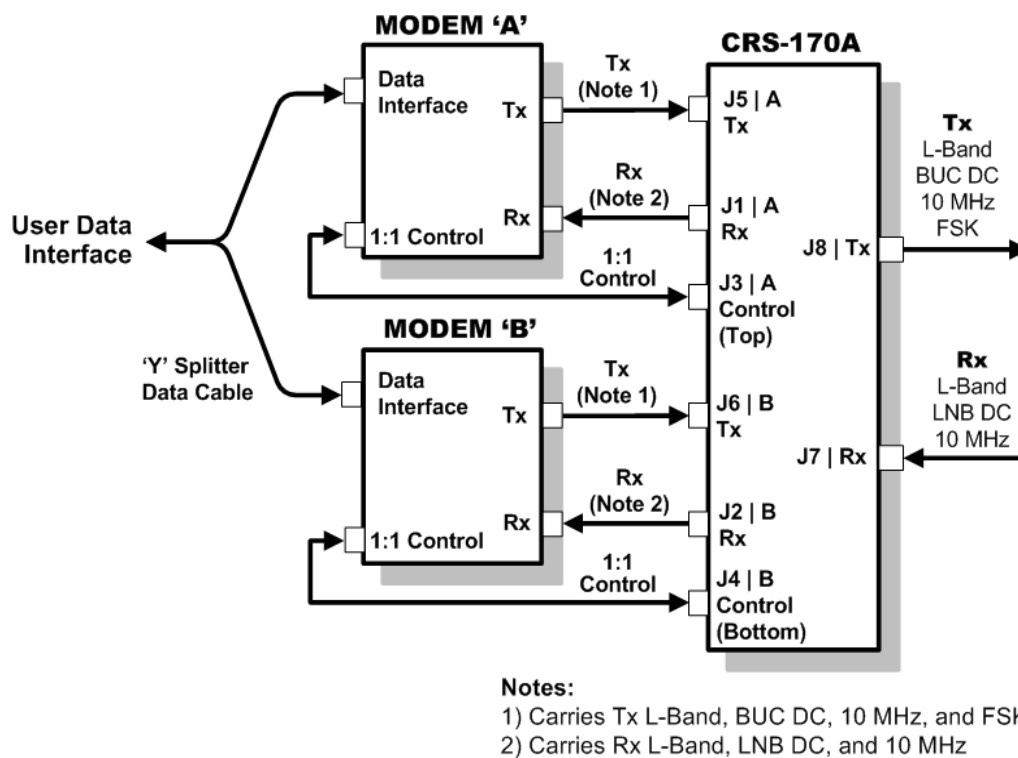 MODEM ‘A’
Data
Interface
Tx
Rx
1:1 Control
Tx
(Note 1)
Rx
(Note 2)
1:1
Control
User Data
Interface
‘Y’ Splitter
Data Cable
MODEM ‘B’
Data
Interface
Tx
Rx
1:1 Control
Tx
(Note 1)
Rx
(Note 2)
1:1
Control
CRS-170A
J5 | A
Tx
J1 | A
Rx
J3 | A
Control
(Top)
J6 | B
Tx
J2 | B
Rx
J4 | B
Control
(Bottom)
J8 | Tx
J7 | Rx
Tx
L-Band
BUC DC
10 MHz
FSK
Rx
L-Band
LNB DC
10 MHz
Notes:
1) Carries Tx L-Band, BUC DC, 10 MHz, and FSK
2) Carries Rx L-Band, LNB DC, and 10 MHz